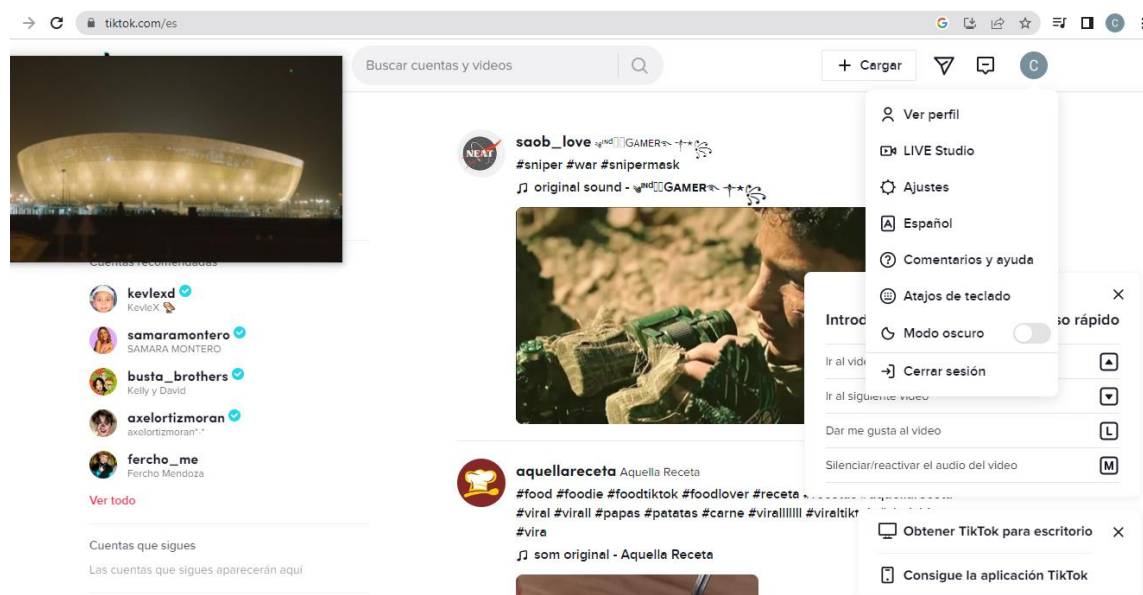 tiktok.com/es
G
C
Buscar cuentas y videos
+ Cargar
C
Ver perfil
LIVE Studio
Ajustes
A Español
Comentarios y ayuda
Atajos de teclado
Modo oscuro
Cerrar sesión
Cuentas recomendadas
kevlexd
KevleX
samaramontero
SAMARA MONTERO
busta_brothers
Kelly y David
axelortizmoran
axelortizmoran*-*
fercho_me
Fercho Mendoza
Ver todo
Cuentas que sigues
Las cuentas que sigues aparecerán aquí
NEAT
saob_love GAMER
#sniper #war #snipermask
original sound - GAMER
aquellareceta Aquella Receta
#food #foodie #foodtiktok #foodlover #receta
#viral #virall #papas #patatas #carne #viralllllll
#vira
som original - Aquella Receta
so rápido
Ir al
Ir al siguiente video
Dar me gusta al video L
Silenciar/reactivar el audio del video M
Obtener TikTok para escritorio
Consigue la aplicación TikTok